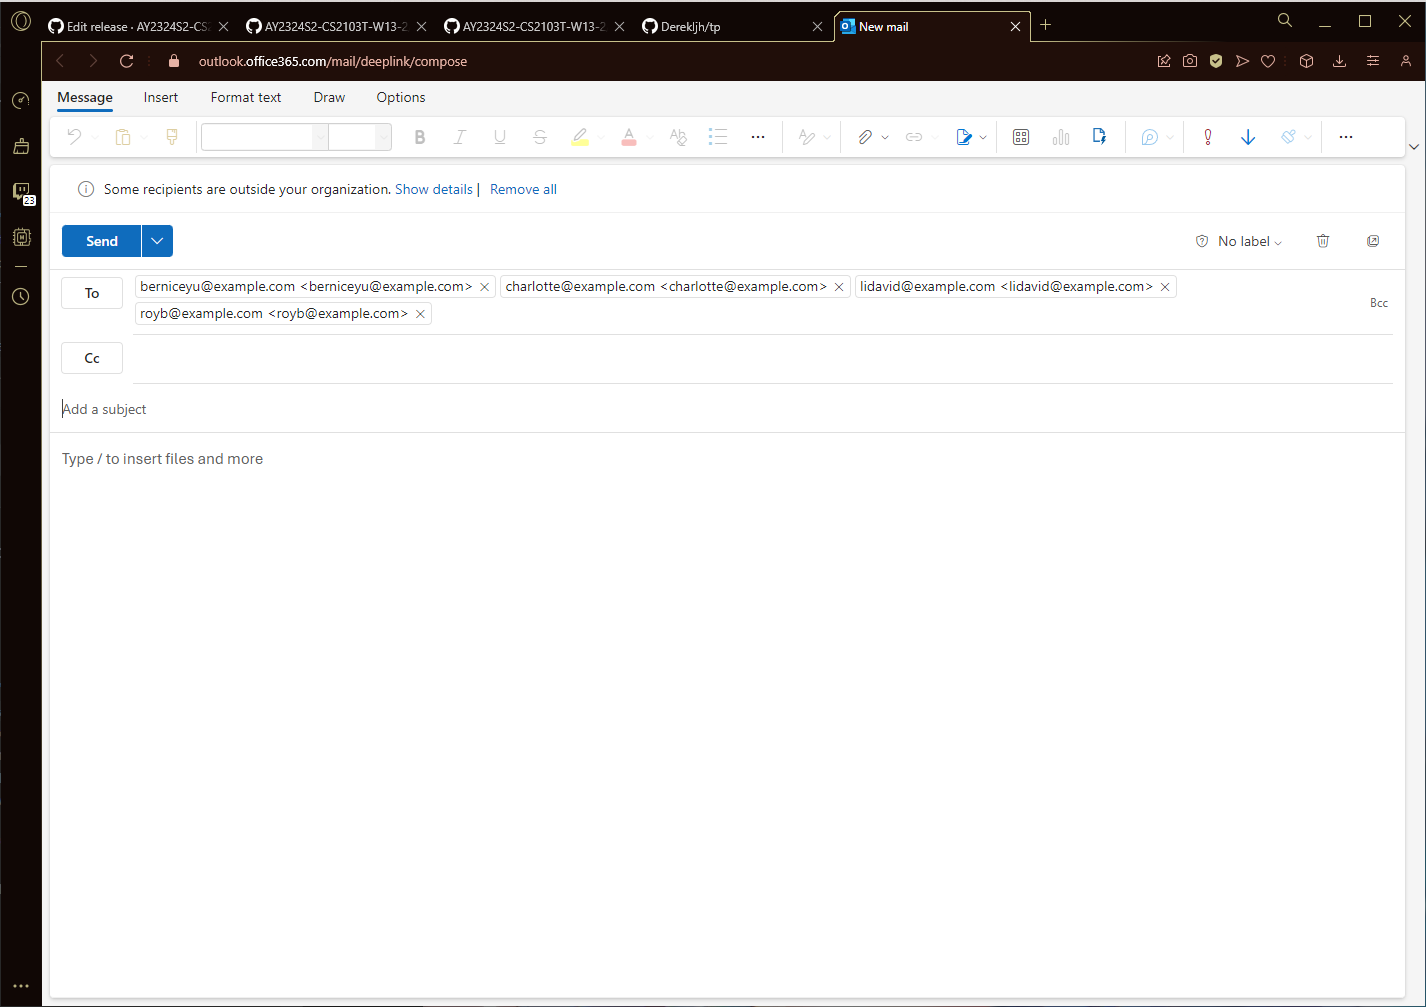 Edit release · AY2324S2-CS
AY2324S2-CS2103T-W13-2
AY2324S2-CS2103T-W13-2
Derekljh/tp
New mail
outlook.office365.com/mail/deeplink/compose
Message Insert Format text Draw Options
Some recipients are outside your organization. Show details | Remove all
23
Send
No label
To
berniceyu@example.com <berniceyu@example.com>
charlotte@example.com <charlotte@example.com>
lidavid@example.com <lidavid@example.com>
royb@example.com <royb@example.com>
Bcc
Cc
Add a subject
Type / to insert files and more